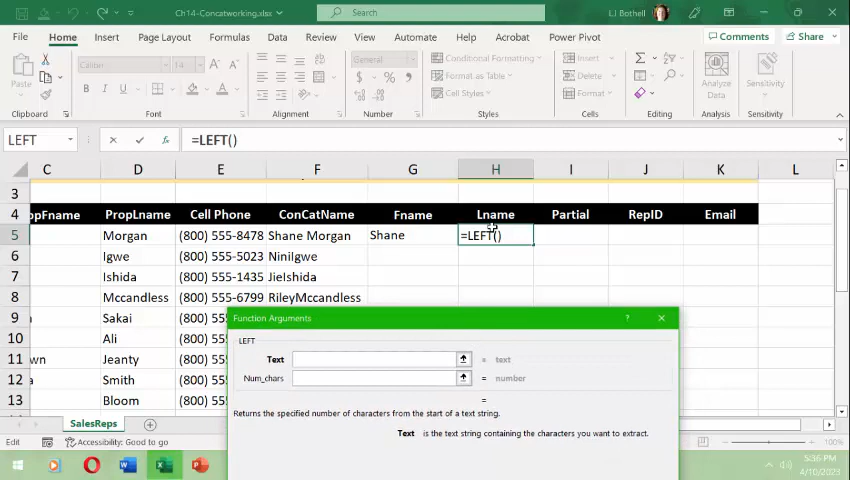 Ch14-Concatworking.xlsx
Search
LJ Bothell
File Home Insert Page Layout Formulas Data Review View Automate Help Acrobat Power Pivot
Comments Share
Paste
Calibri 14
Conditional Formatting
Format as Table
Cell Styles
Insert
Delete
Format
Analyze
Data
Sensitivity
Clipboard Font Alignment Number Styles Cells Editing Analysis Sensitivity
LEFT =LEFT()
C D E F G H I J K L
3
4 opFname PropLname Cell Phone ConCatName Fname Lname Partial RepID Email
5 Morgan (800) 555-8478 Shane Morgan Shane =LEFT()
6 Igwe (800) 555-5023 NiniIgwe
7 Ishida (800) 555-1435 JieIshida
8 Mccandless (800) 555-6799 RileyMccandless
9 Sakai (800) 555
10 Ali (800) 555
11 wn Jeanty (800) 555
12 Smith (800) 555
13 Bloom (800) 555
Function Arguments ?
LEFT
Text = text
Num_chars = number
=
Returns the specified number of characters from the start of a text string.
Text is the text string containing the characters you want to extract.
SalesReps
Edit Accessibility: Good to go 100%
5:36 PM
4/10/2023